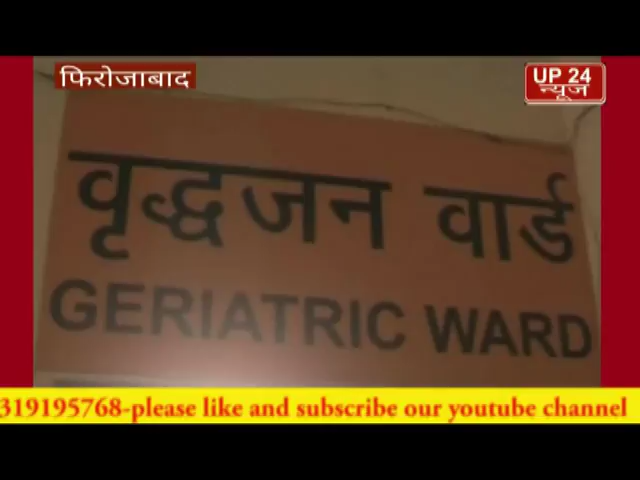 फिरोजाबाद
UP 24
न्यूज
वृद्धजन वार्ड
GERIATRIC WARD
319195768-please like and subscribe our youtube channel